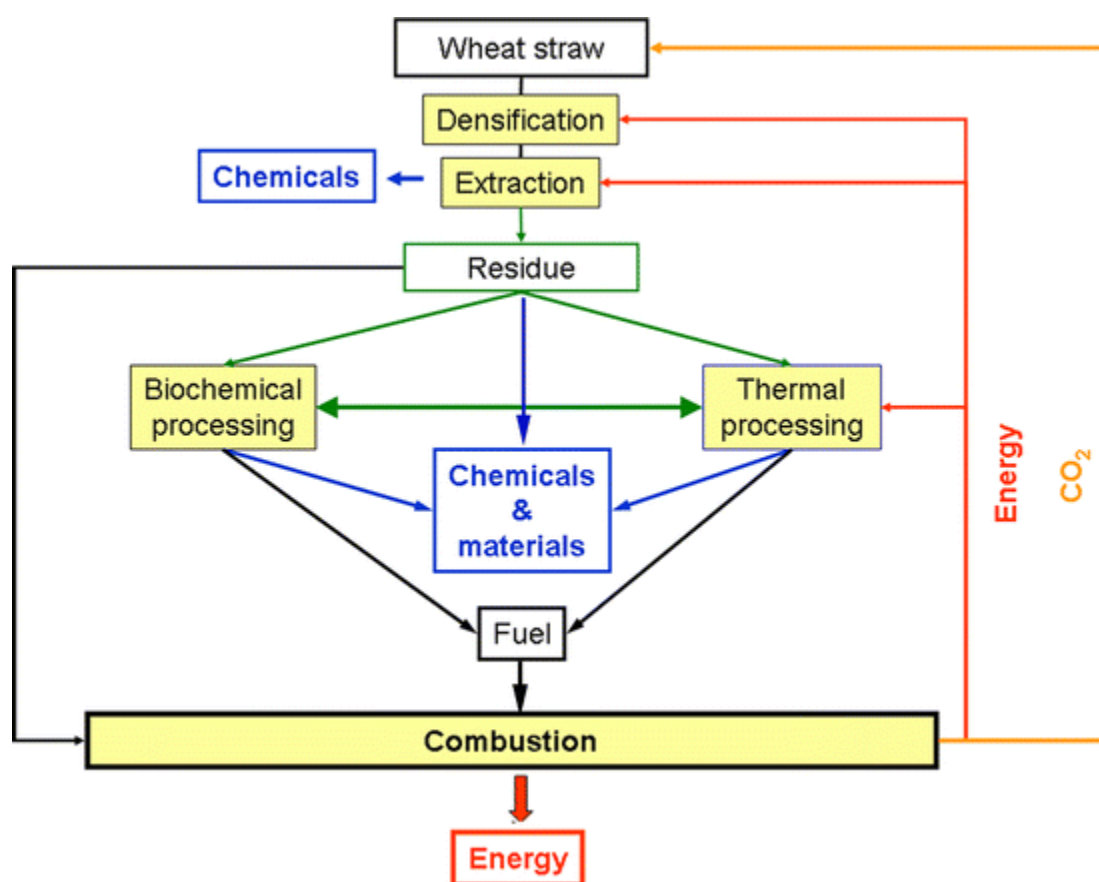 Wheat straw
Densification
Chemicals
Extraction
Residue
Biochemical
processing
Thermal
processing
Chemicals
&
materials
Energy
CO₂
Fuel
Combustion
Energy